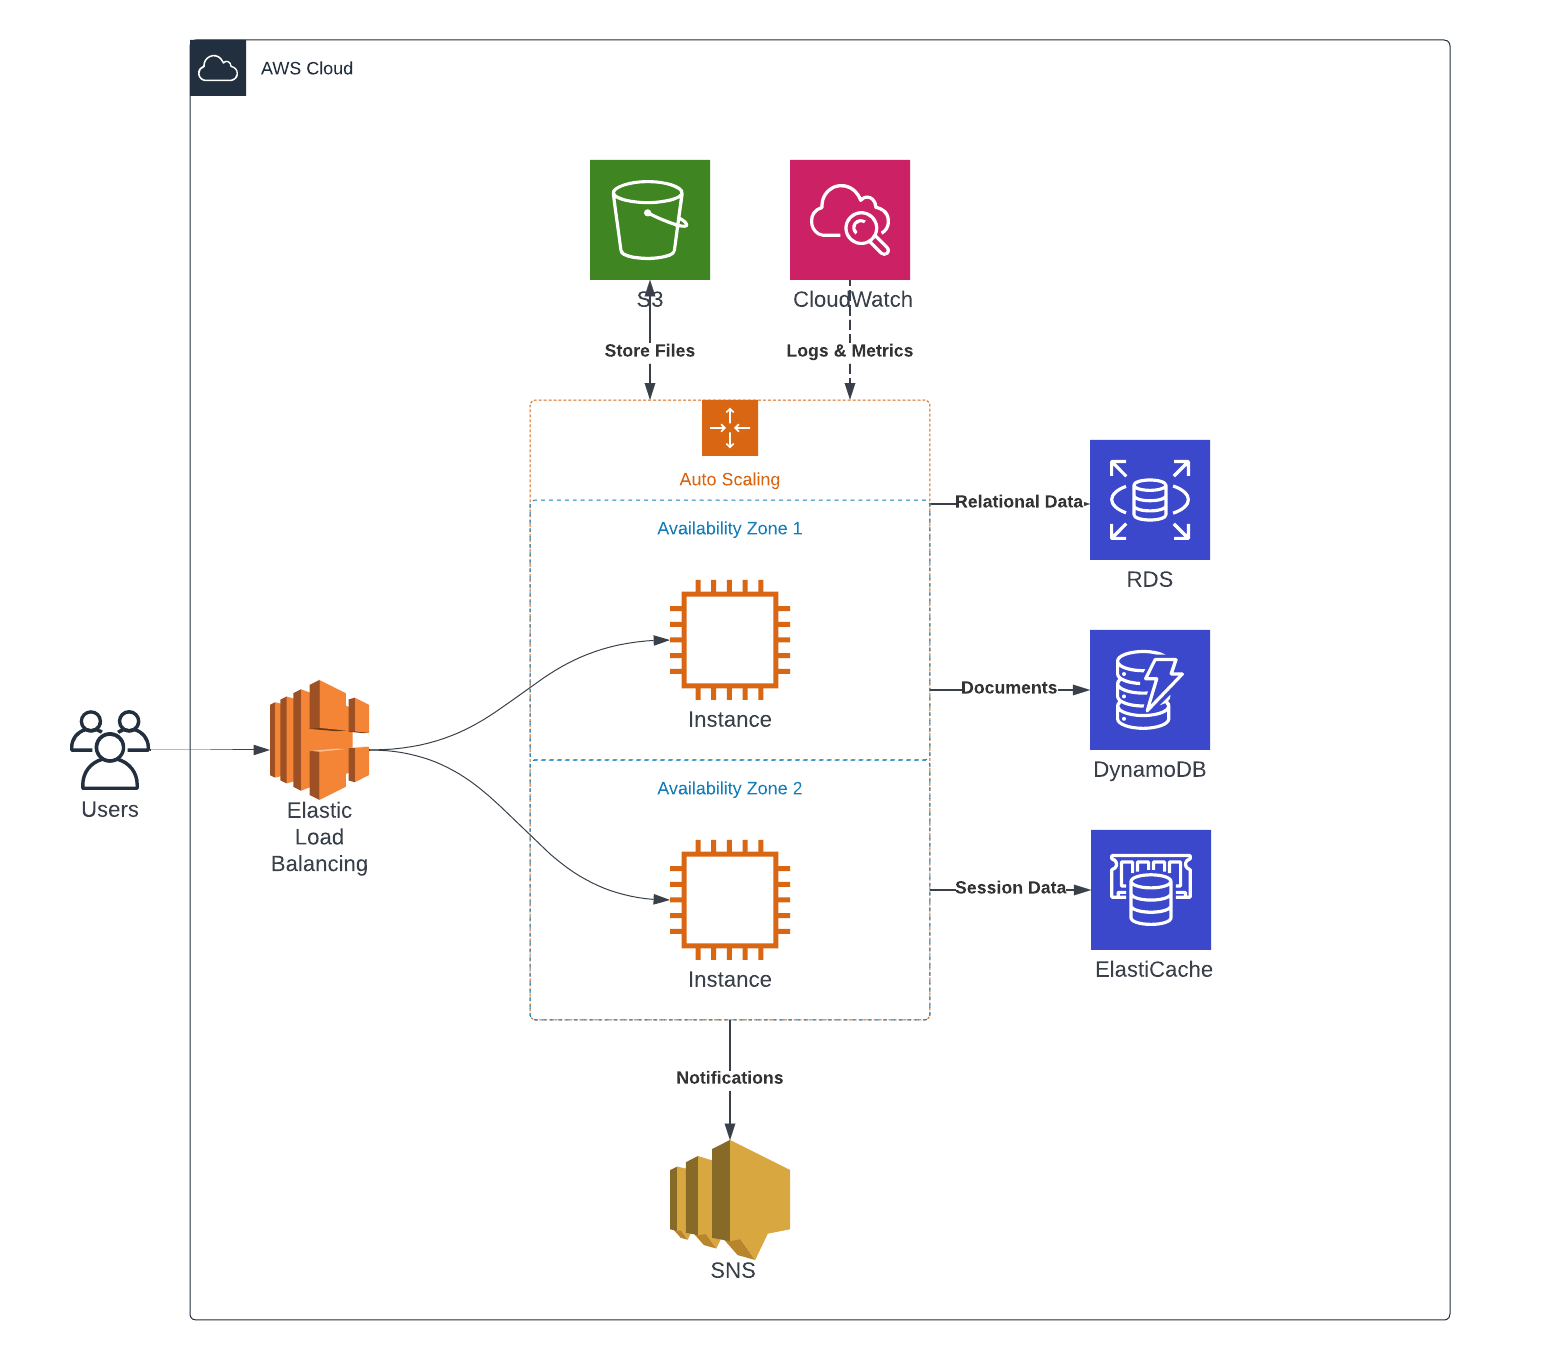 AWS Cloud
S3
CloudWatch
Store Files
Logs & Metrics
Auto Scaling
Availability Zone 1
Relational Data
RDS
Instance
Documents
DynamoDB
Users
Elastic
Load
Balancing
Availability Zone 2
Session Data
ElastiCache
Instance
Notifications
SNS